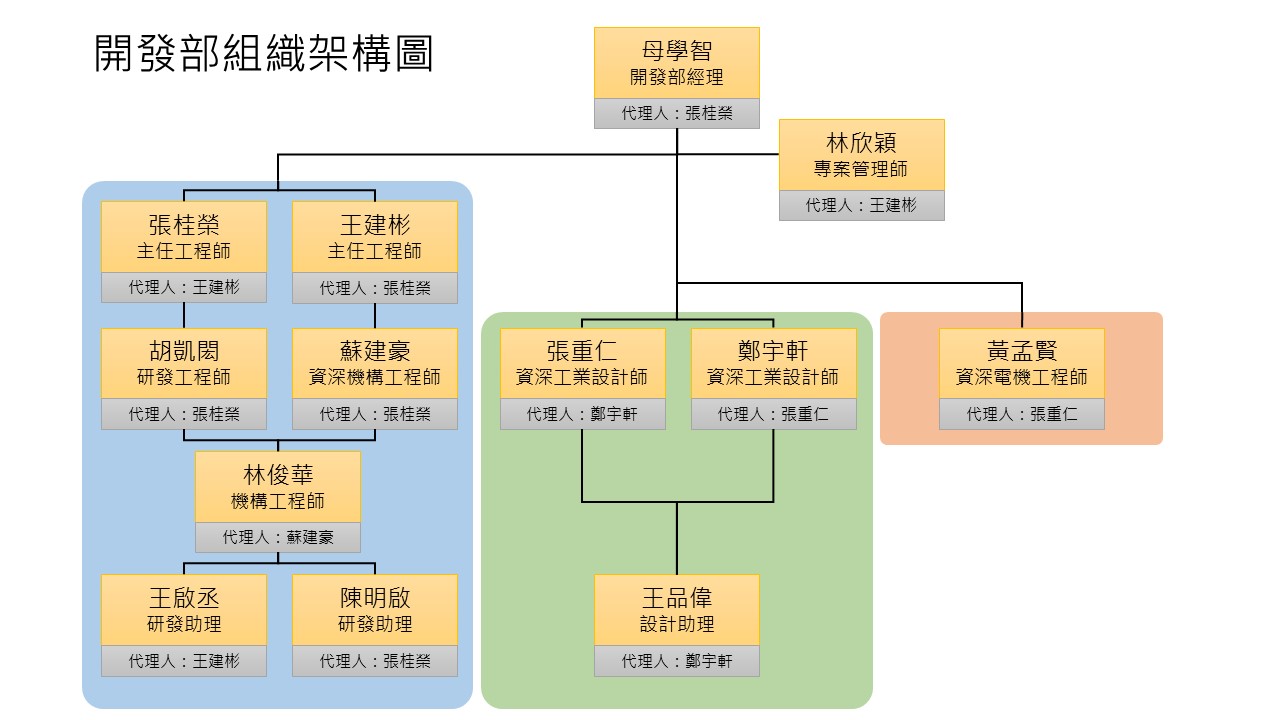 開發部組織架構圖
母學智
開發部經理
代理人：張桂榮
林欣穎
專案管理師
代理人：王建彬
張桂榮
主任工程師
代理人：王建彬
王建彬
主任工程師
代理人：張桂榮
胡凱閎
研發工程師
代理人：張桂榮
蘇建豪
資深機構工程師
代理人：張桂榮
張重仁
資深工業設計師
代理人：鄭宇軒
鄭宇軒
資深工業設計師
代理人：張重仁
黃孟賢
資深電機工程師
代理人：張重仁
林俊華
機構工程師
代理人：蘇建豪
王啟丞
研發助理
代理人：王建彬
陳明啟
研發助理
代理人：張桂榮
王品偉
設計助理
代理人：鄭宇軒